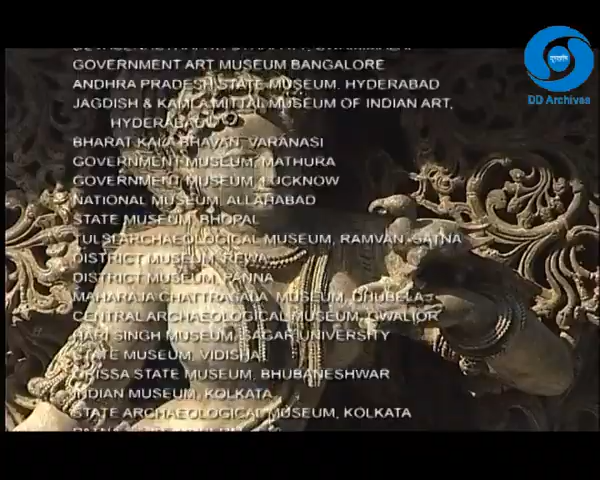 GOVERNMENT ART MUSEUM BANGALORE
ANDHRA PRADESH STATE MUSEUM, HYDERABAD
JAGDISH & KAMLA MITTAL MUSEUM OF INDIAN ART,
HYDERABAD
BHARAT KALA BHAVAN VARANASI
GOVERNMENT MUSEUM, MATHURA
GOVERNMENT MUSEUM, LUCKNOW
NATIONAL MUSEUM, ALLAHABAD
STATE MUSEUM, BHOPAL
TULSI ARCHAEOLOGICAL MUSEUM, RAMVAN-SATNA
DISTRICT MUSEUM, REWA
DISTRICT MUSEUM, PANNA
MAHARAJA CHATTRASALA MUSEUM, DHUBELA
CENTRAL ARCHAEOLOGICAL MUSEUM, GWALIOR
HARI SINGH MUSEUM, SAGAR UNIVERSITY
STATE MUSEUM, VIDISHA
ORISSA STATE MUSEUM, BHUBANESHWAR
INDIAN MUSEUM, KOLKATA
STATE ARCHAEOLOGICAL MUSEUM, KOLKATA
दूरदर्शन
DD Archives